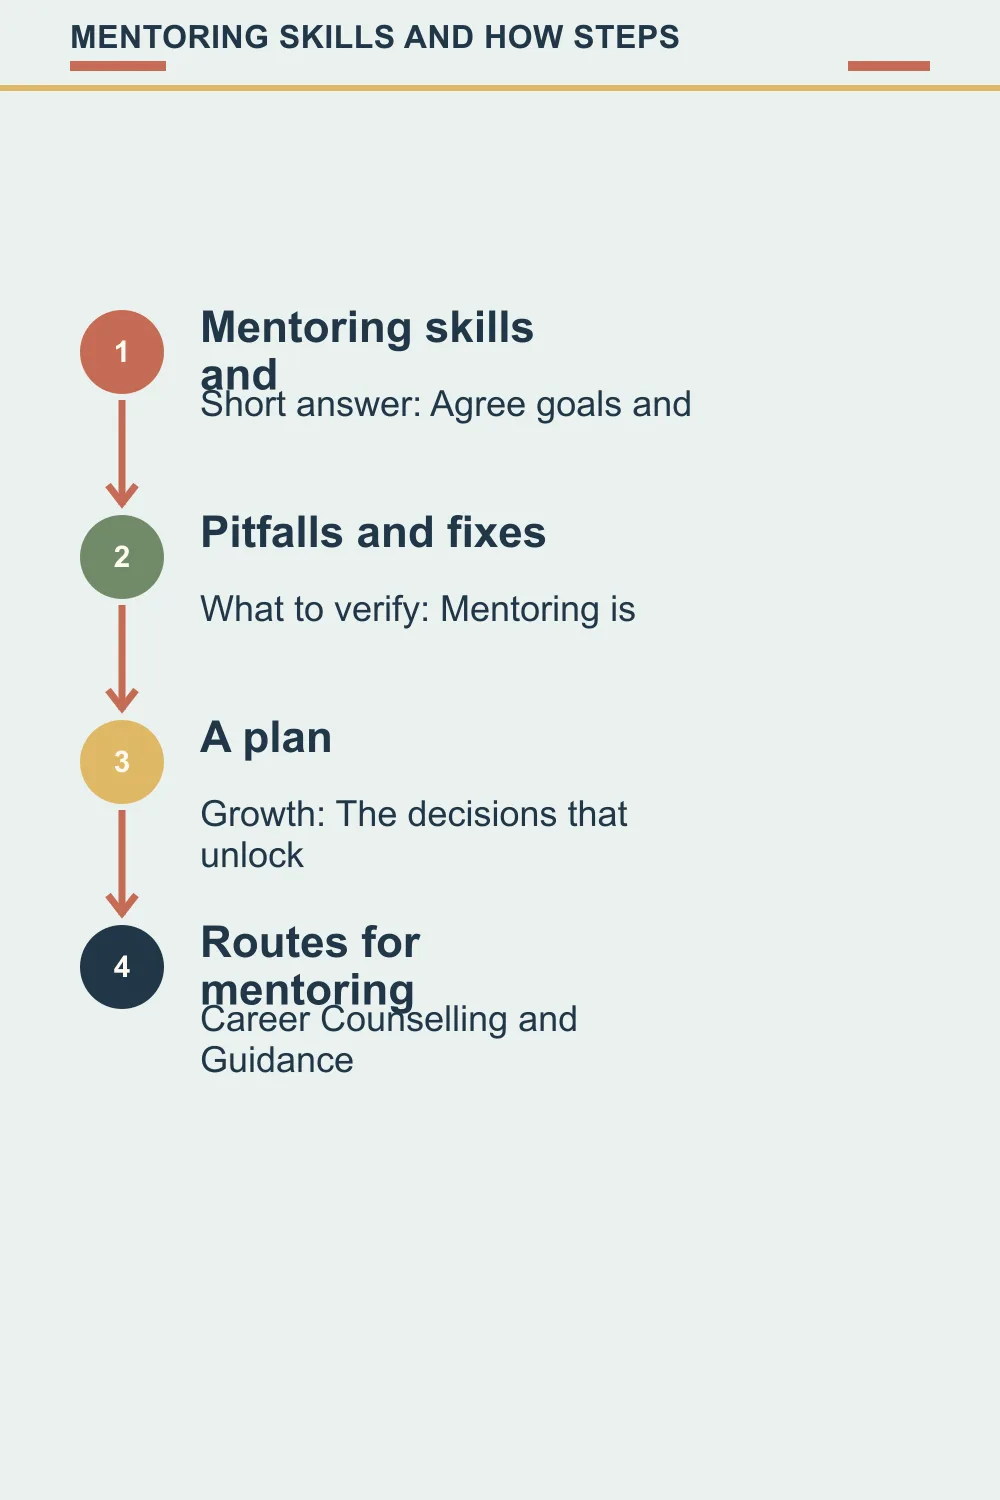 MENTORING SKILLS AND HOW STEPS
1
Mentoring skills
and
Short answer: Agree goals and
2
Pitfalls and fixes
What to verify: Mentoring is
3
A plan
Growth: The decisions that
unlock
4
Routes for
mentoring
Career Counselling and
Guidance